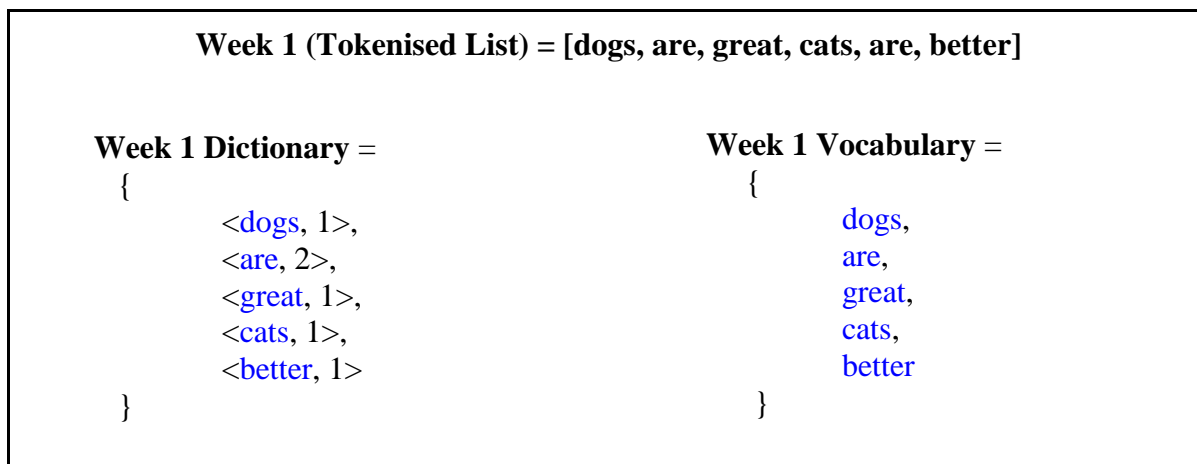 Week 1 (Tokenised List) = [dogs, are, great, cats, are, better]
Week 1 Dictionary =
{
<dogs, 1>,
<are, 2>,
<great, 1>,
<cats, 1>,
<better, 1>
}
Week 1 Vocabulary =
{
dogs,
are,
great,
cats,
better
}